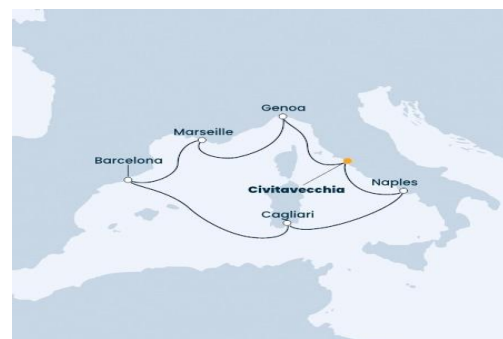 Genoa
Marseille
Barcelona
Civitavecchia
Naples
Cagliari